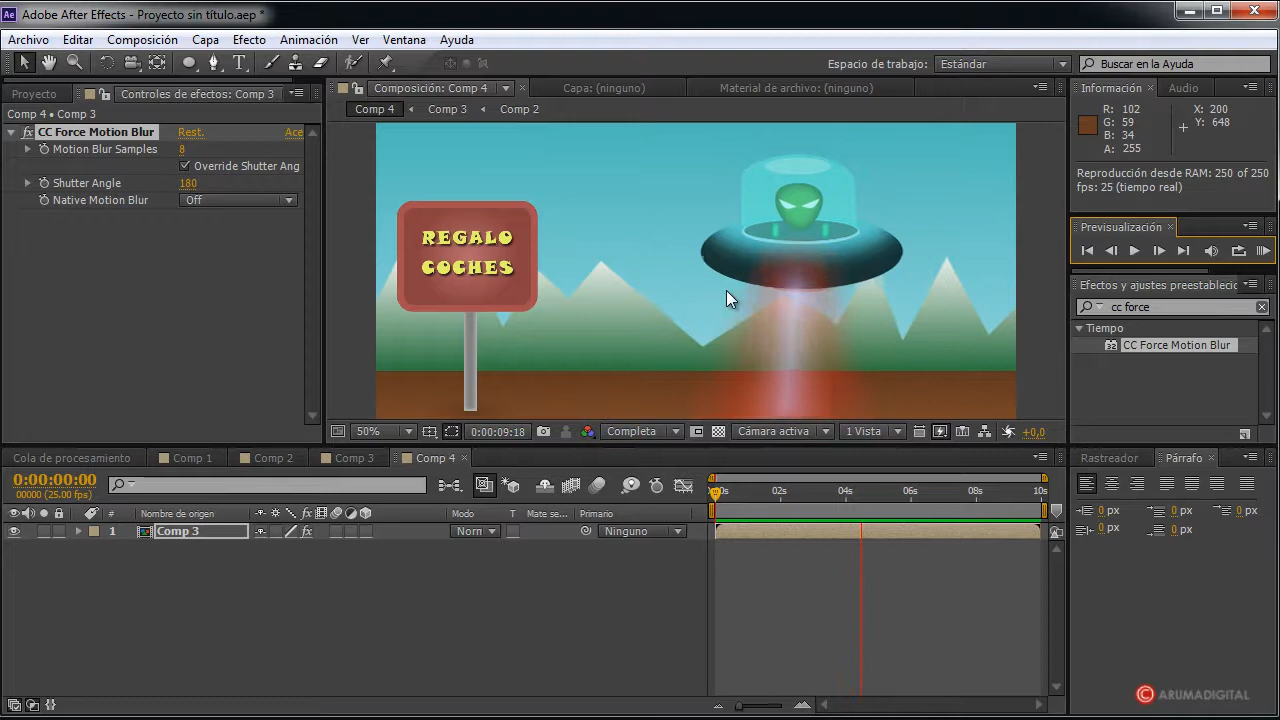 Adobe After Effects - Proyecto sin título.aep *
Archivo Editar Composición Capa Efecto Animación Ver Ventana Ayuda
Espacio de trabajo: Estándar Buscar en la Ayuda
Proyecto Controles de efectos: Comp 3
Comp 4 • Comp 3
CC Force Motion Blur Rest. Ace
Motion Blur Samples 8
Override Shutter Ang
Shutter Angle 180
Native Motion Blur Off
Composición: Comp 4 Capa: (ninguno) Material de archivo: (ninguno)
Comp 4 Comp 3 Comp 2
REGALO
COCHES
50% 0:00:09:18 Completa Cámara activa 1 Vista +0,0
Información Audio
R: 102 X: 200
G: 59 Y: 648
B: 34
A: 255
Reproducción desde RAM: 250 of 250
fps: 25 (tiempo real)
Previsualización
Efectos y ajustes preestablecio
cc force
Tiempo
32 CC Force Motion Blur
Cola de procesamiento Comp 1 Comp 2 Comp 3 Comp 4
0:00:00:00
00000 (25.00 fps)
# Nombre de origen fx Modo T Mate se... Primario
1 Comp 3 fx Norn Ninguno
00s 02s 04s 06s 08s 10s
Rastreador Párrafo
0 px 0 px 0 px
0 px 0 px
© ARUMADIGITAL